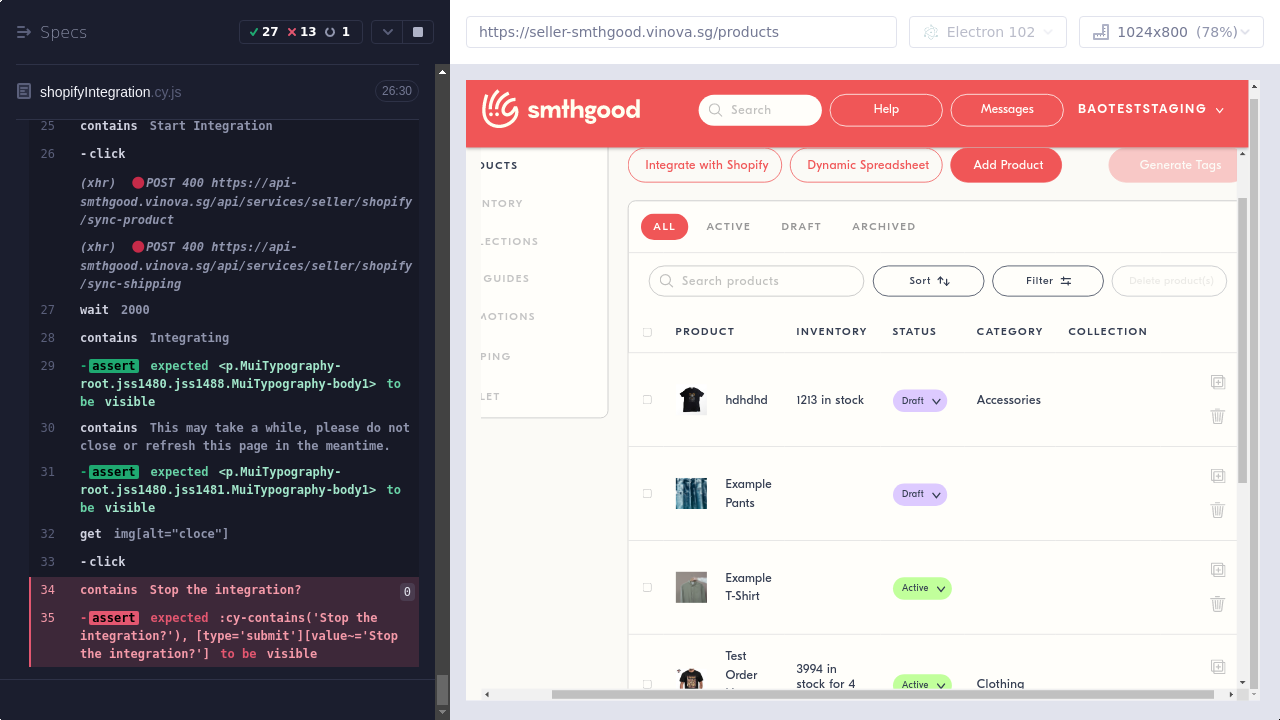 Specs
27 13 1
shopifyIntegration.cy.js 26:30
25 contains Start Integration
26 -click
(xhr) POST 400 https://api-
smthgood.vinova.sg/api/services/seller/shopify
/sync-product
(xhr) POST 400 https://api-
smthgood.vinova.sg/api/services/seller/shopify
/sync-shipping
27 wait 2000
28 contains Integrating
29 -assert expected <p.MuiTypography-
root.jss1480.jss1488.MuiTypography-body1> to
be visible
30 contains This may take a while, please do not
close or refresh this page in the meantime.
31 -assert expected <p.MuiTypography-
root.jss1480.jss1481.MuiTypography-body1> to
be visible
32 get img[alt="cloce"]
33 -click
34 contains Stop the integration? 0
35 -assert expected :cy-contains('Stop the
integration?'), [type='submit'][value~='Stop
the integration?'] to be visible
https://seller-smthgood.vinova.sg/products
Electron 102
1024x800 (78%)
smthgood
Search
Help
Messages
BAOTESTSTAGING
DUCTS
NTORY
LECTIONS
GUIDES
MOTIONS
PING
LET
Integrate with Shopify
Dynamic Spreadsheet
Add Product
Generate Tags
ALL ACTIVE DRAFT ARCHIVED
Search products
Sort
Filter
Delete product(s)
PRODUCT INVENTORY STATUS CATEGORY COLLECTION
hdhdhd 1213 in stock Draft Accessories
Example
Pants
Draft
Example
T-Shirt
Active
Test
Order
3994 in
stock for 4
Active
Clothing